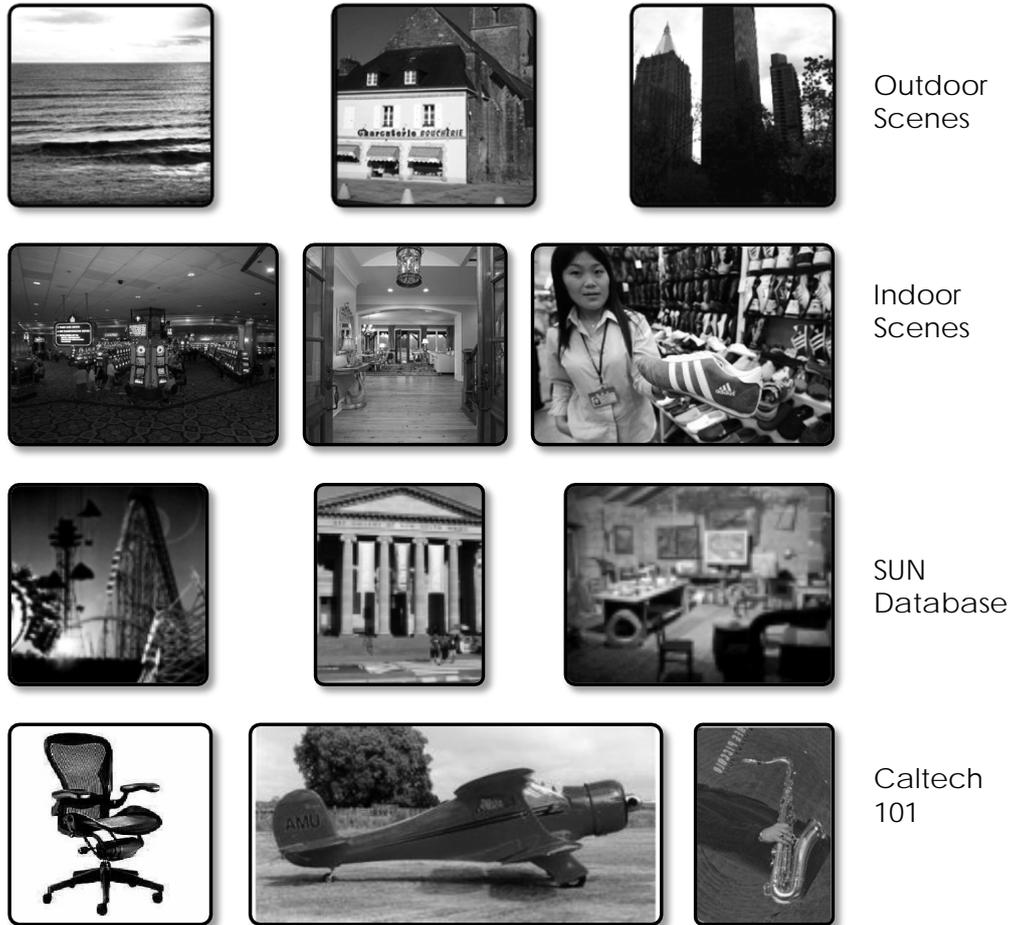 Charcuterie BOUCHERIE
Outdoor
Scenes
adidas
Indoor
Scenes
SUN
Database
AMU
Caltech
101